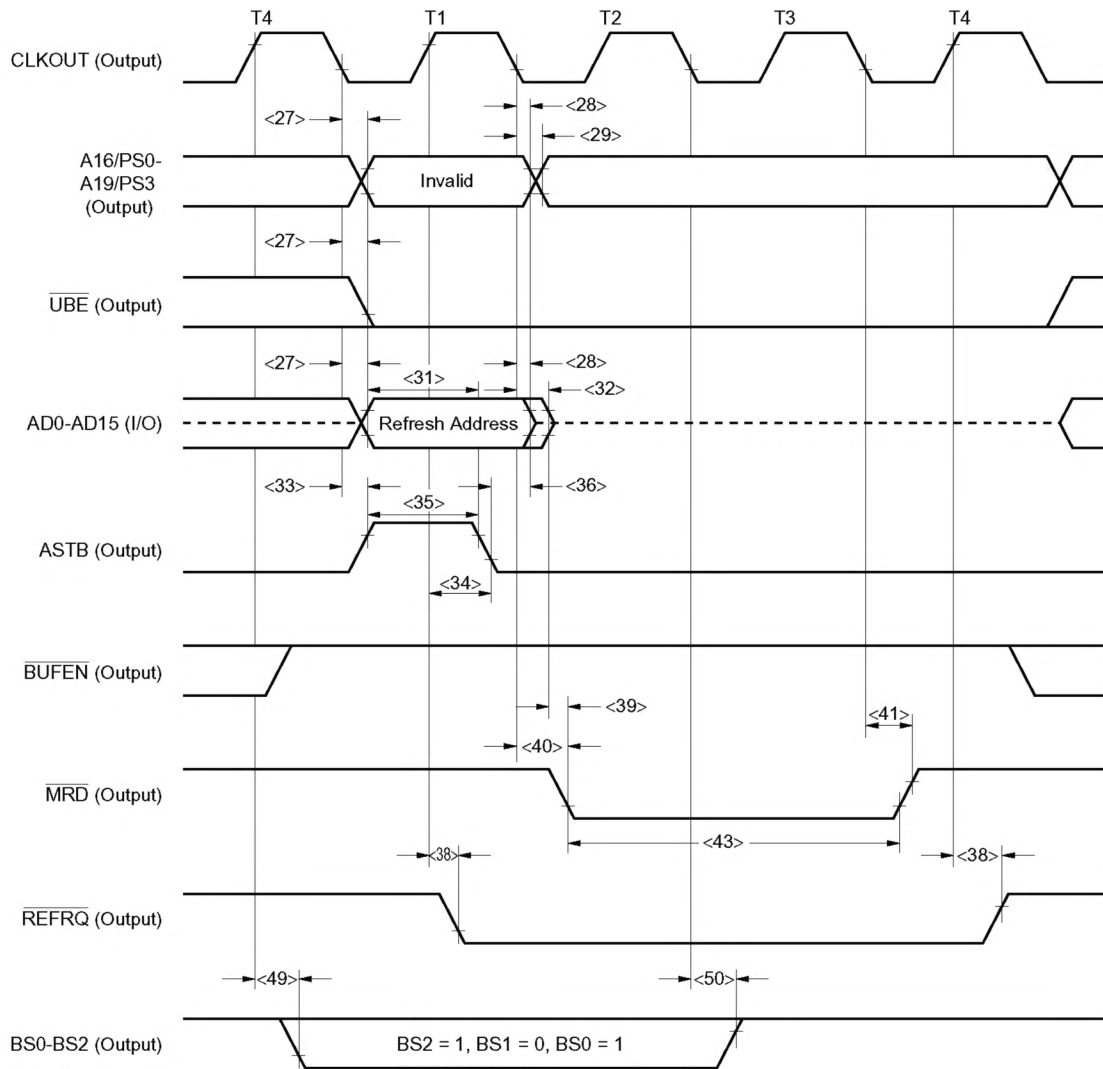 T4 T1 T2 T3 T4
CLKOUT (Output)
<28>
<27>
<29>
A16/PS0-
A19/PS3
(Output)
Invalid
<27>
UBE (Output)
<27>
<31>
<28>
<32>
AD0-AD15 (I/O)
Refresh Address
<33>
<35>
<36>
ASTB (Output)
<34>
BUFEN (Output)
<39>
<41>
<40>
MRD (Output)
<43>
<38>
<38>
REFRQ (Output)
<49>
<50>
BS0-BS2 (Output)
BS2 = 1, BS1 = 0, BS0 = 1